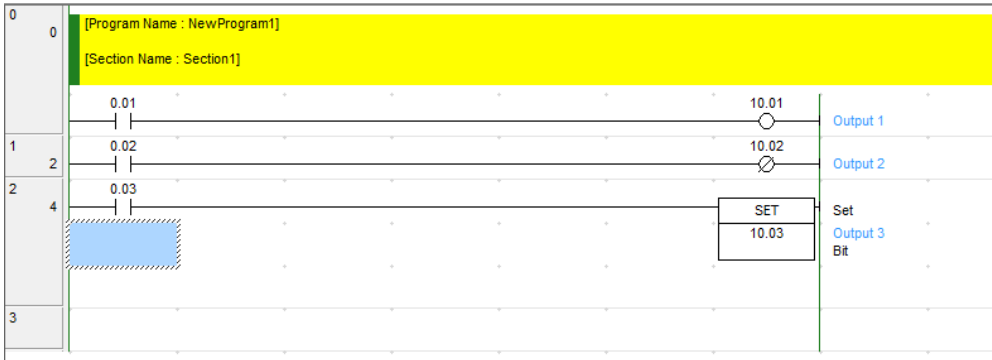 0
0
[Program Name : NewProgram1]
[Section Name : Section1]
0.01
10.01
Output 1
1
2
0.02
10.02
Output 2
2
4
0.03
SET
Set
10.03
Output 3
Bit
3